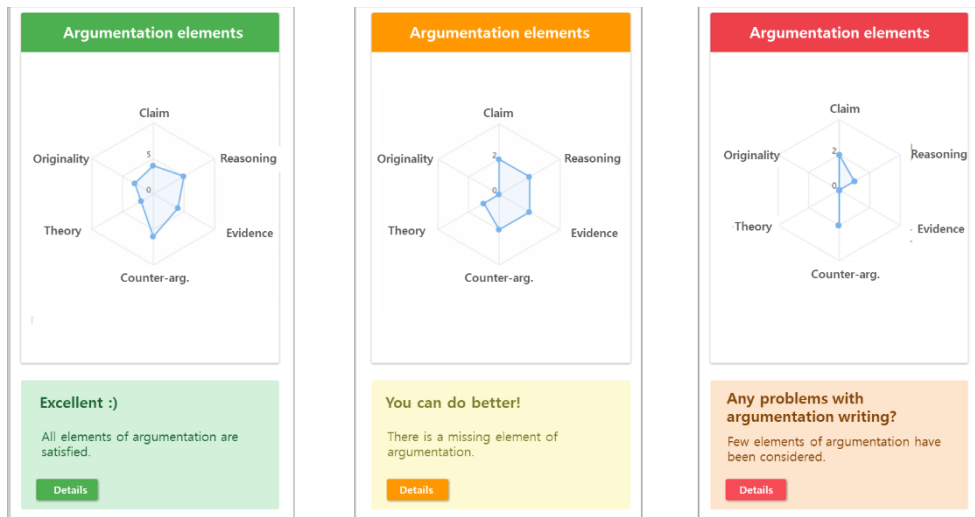 Argumentation elements
Claim
Originality
5
Reasoning
0
Theory
Evidence
Counter-arg.
Excellent :)
All elements of argumentation are
satisfied.
Details
Argumentation elements
Claim
Originality
2
Reasoning
0
Theory
Evidence
Counter-arg.
You can do better!
There is a missing element of
argumentation.
Details
Argumentation elements
Claim
Originality
2
Reasoning
0
Theory
Evidence
Counter-arg.
Any problems with
argumentation writing?
Few elements of argumentation have
been considered.
Details